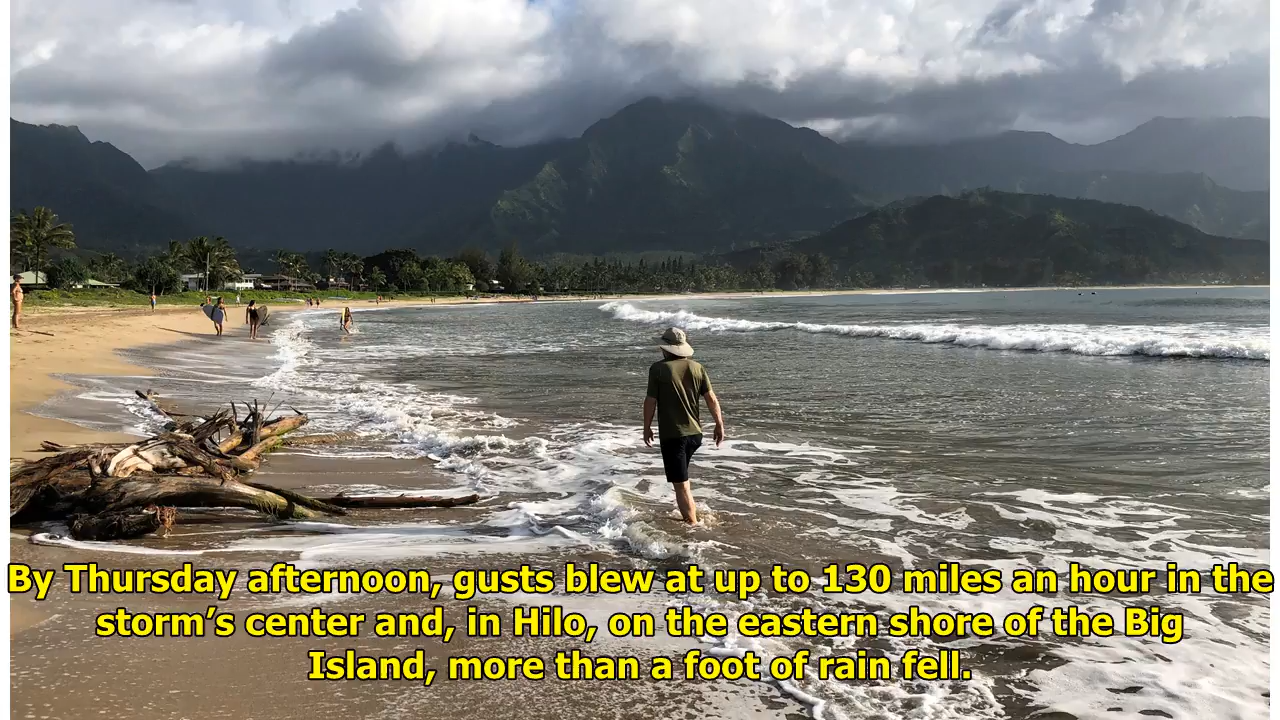 By Thursday afternoon, gusts blew at up to 130 miles an hour in the
storm’s center and, in Hilo, on the eastern shore of the Big
Island, more than a foot of rain fell.